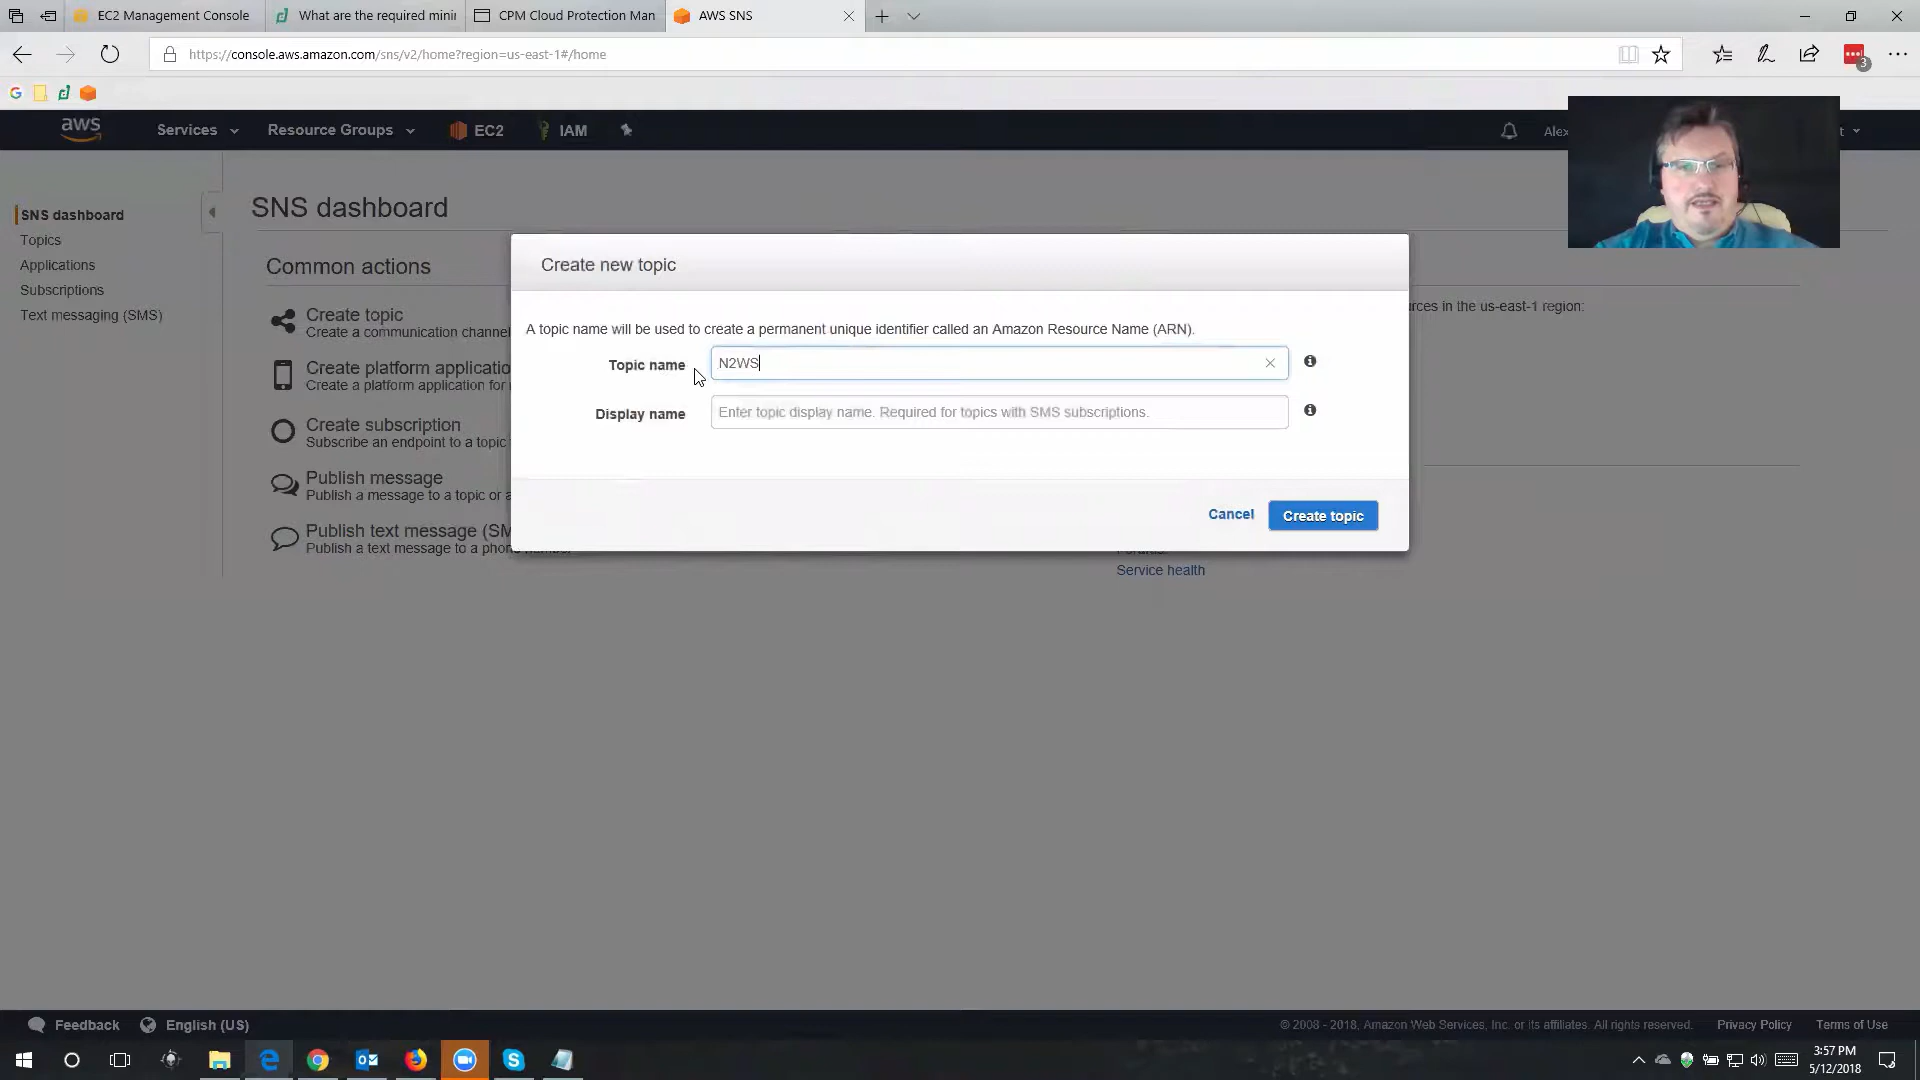 EC2 Management Console
What are the required mini
CPM Cloud Protection Man
AWS SNS
https://console.aws.amazon.com/sns/v2/home?region=us-east-1#/home
3
aws
Services
Resource Groups
EC2
IAM
Alex
t
SNS dashboard
Topics
Applications
Subscriptions
Text messaging (SMS)
SNS dashboard
Common actions
Create topic
Create a communication channel
Create platform applicatio
Create a platform application for
Create subscription
Subscribe an endpoint to a topic
Publish message
Publish a message to a topic or a
Publish text message (SM
Publish a text message to a phone number.
urces in the us-east-1 region:
Create new topic
A topic name will be used to create a permanent unique identifier called an Amazon Resource Name (ARN).
Topic name
N2WS
Display name
Enter topic display name. Required for topics with SMS subscriptions.
Cancel
Create topic
Forums
Service health
Feedback
English (US)
© 2008 - 2018, Amazon Web Services, Inc. or its affiliates. All rights reserved.
Privacy Policy
Terms of Use
3:57 PM
5/12/2018